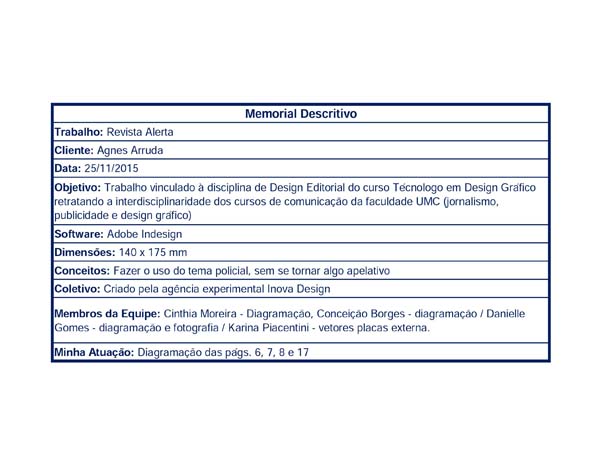 Memorial Descritivo
Trabalho: Revista Alerta
Cliente: Agnes Arruda
Data: 25/11/2015
Objetivo: Trabalho vinculado à disciplina de Design Editorial do curso Técnologo em Design Gráfico
retratando a interdisciplinaridade dos cursos de comunicação da faculdade UMC (jornalismo,
publicidade e design gráfico)
Software: Adobe Indesign
Dimensões: 140 x 175 mm
Conceitos: Fazer o uso do tema policial, sem se tornar algo apelativo
Coletivo: Criado pela agência experimental Inova Design
Membros da Equipe: Cinthia Moreira - Diagramação, Conceição Borges - diagramação / Danielle
Gomes - diagramação e fotografia / Karina Piacentini - vetores placas externa.
Minha Atuação: Diagramação das págs. 6, 7, 8 e 17